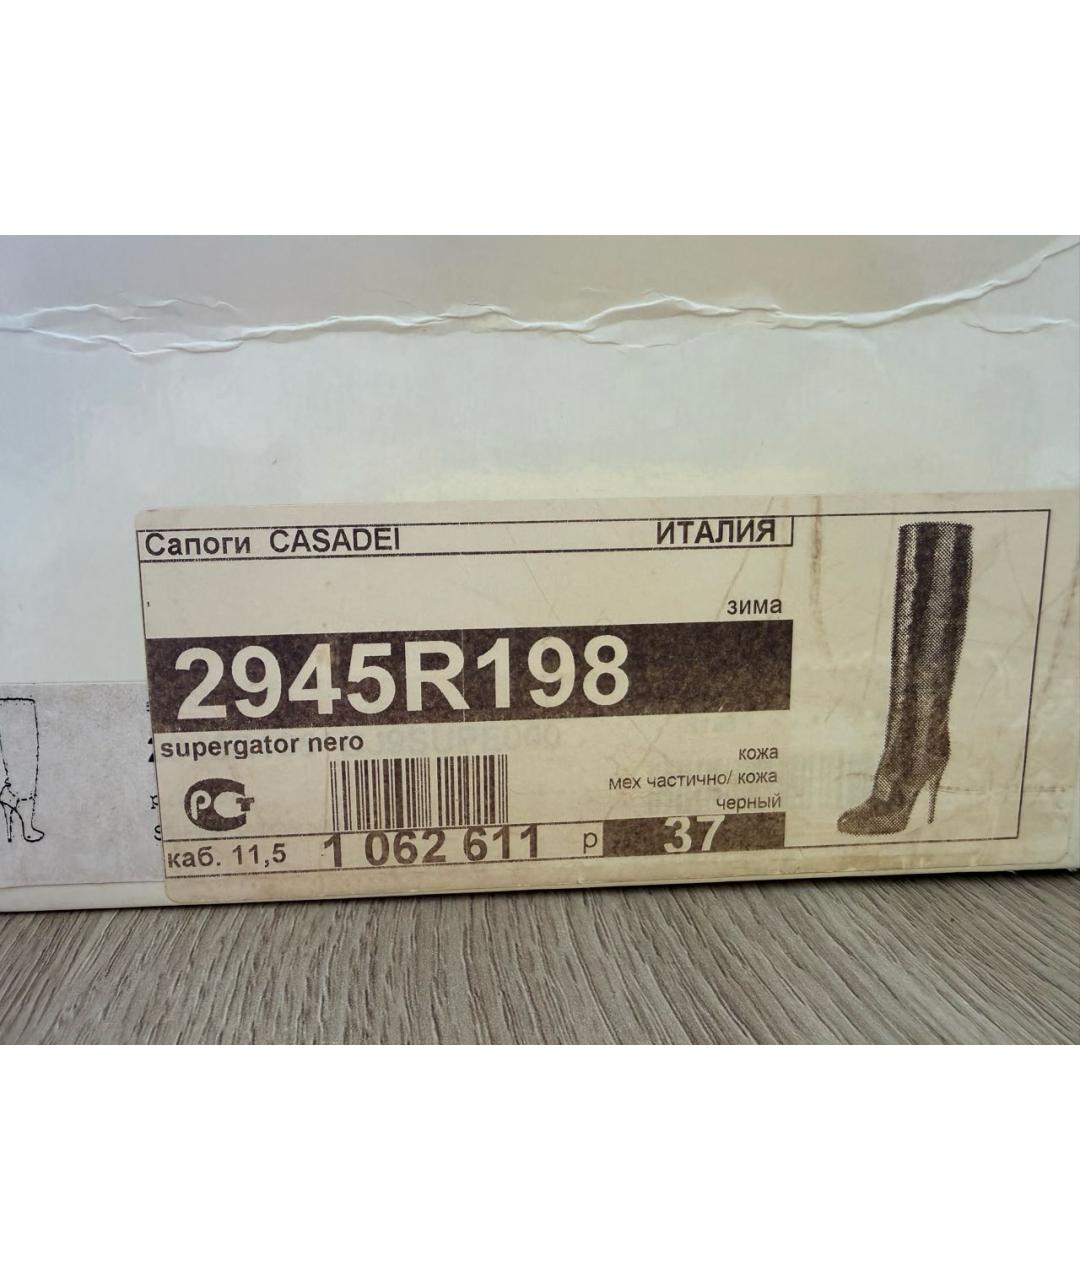 Сапоги CASADEI ИТАЛИЯ
зима
2945R198
supergator nero
кожа
мех частично/ кожа
черный
РСТ
каб. 11,5 1 062 611 р 37